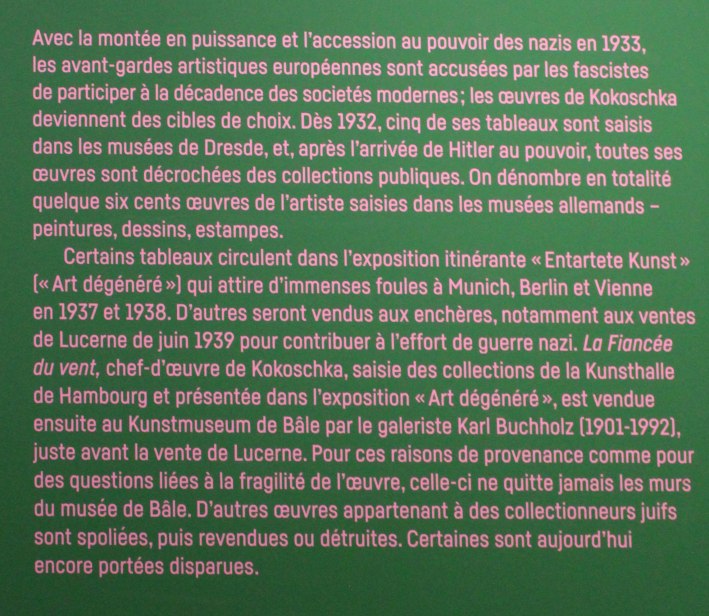 Avec la montée en puissance et l'accession au pouvoir des nazis en 1933,
les avant-gardes artistiques européennes sont accusées par les fascistes
de participer à la décadence des societés modernes ; les œuvres de Kokoschka
deviennent des cibles de choix. Dès 1932, cinq de ses tableaux sont saisis
dans les musées de Dresde, et, après l'arrivée de Hitler au pouvoir, toutes ses
œuvres sont décrochées des collections publiques. On dénombre en totalité
quelque six cents œuvres de l'artiste saisies dans les musées allemands –
peintures, dessins, estampes.
Certains tableaux circulent dans l'exposition itinérante « Entartete Kunst »
(« Art dégénéré ») qui attire d'immenses foules à Munich, Berlin et Vienne
en 1937 et 1938. D'autres seront vendus aux enchères, notamment aux ventes
de Lucerne de juin 1939 pour contribuer à l'effort de guerre nazi. La Fiancée
du vent, chef-d'œuvre de Kokoschka, saisie des collections de la Kunsthalle
de Hambourg et présentée dans l'exposition « Art dégénéré », est vendue
ensuite au Kunstmuseum de Bâle par le galeriste Karl Buchholz (1901-1992),
juste avant la vente de Lucerne. Pour ces raisons de provenance comme pour
des questions liées à la fragilité de l'œuvre, celle-ci ne quitte jamais les murs
du musée de Bâle. D'autres œuvres appartenant à des collectionneurs juifs
sont spoliées, puis revendues ou détruites. Certaines sont aujourd'hui
encore portées disparues.